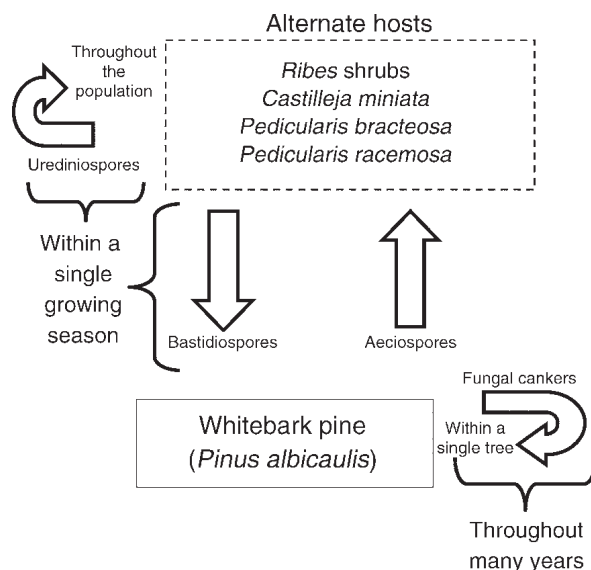 Alternate hosts
Throughout
the
population
Ribes shrubs
Castilleja miniata
Pedicularis bracteosa
Pedicularis racemosa
Urediniospores
Within a
single
growing
season
Bastidiospores
Aeciospores
Fungal cankers
Within a
single tree
Whitebark pine
(Pinus albicaulis)
Throughout
many years